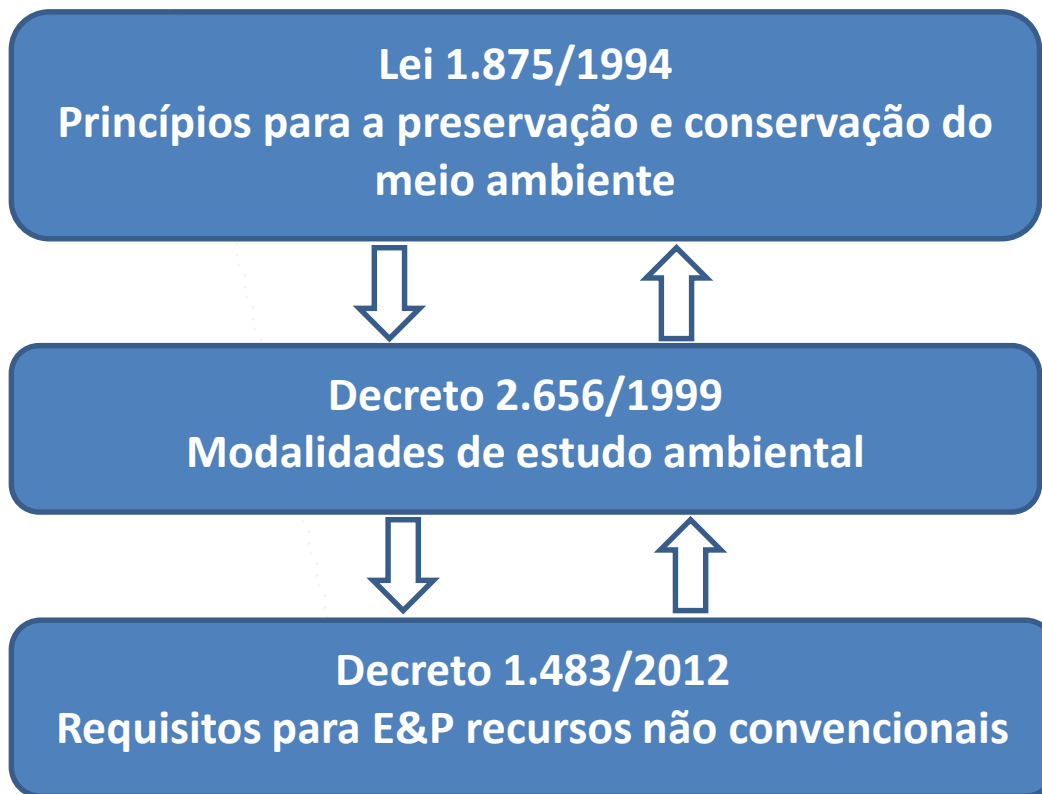 Lei 1.875/1994
Princípios para a preservação e conservação do
meio ambiente
Decreto 2.656/1999
Modalidades de estudo ambiental
Decreto 1.483/2012
Requisitos para E&P recursos não convencionais